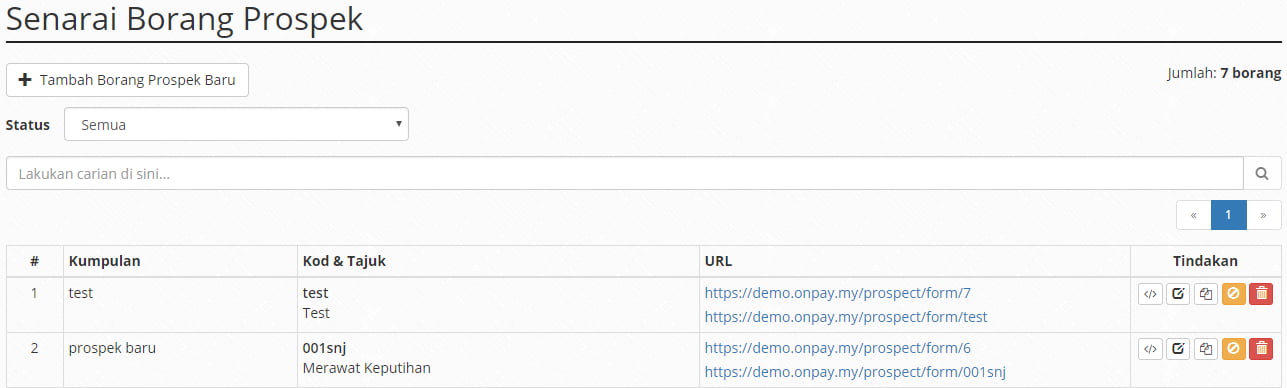 Senarai Borang Prospek
Tambah Borang Prospek Baru
Jumlah: 7 borang
Status Semua
Lakukan carian di sini...
« 1 »
# Kumpulan Kod & Tajuk URL Tindakan
1 test test https://demo.onpay.my/prospect/form/7
Test https://demo.onpay.my/prospect/form/test
2 prospek baru 001snj https://demo.onpay.my/prospect/form/6
Merawat Keputihan https://demo.onpay.my/prospect/form/001snj